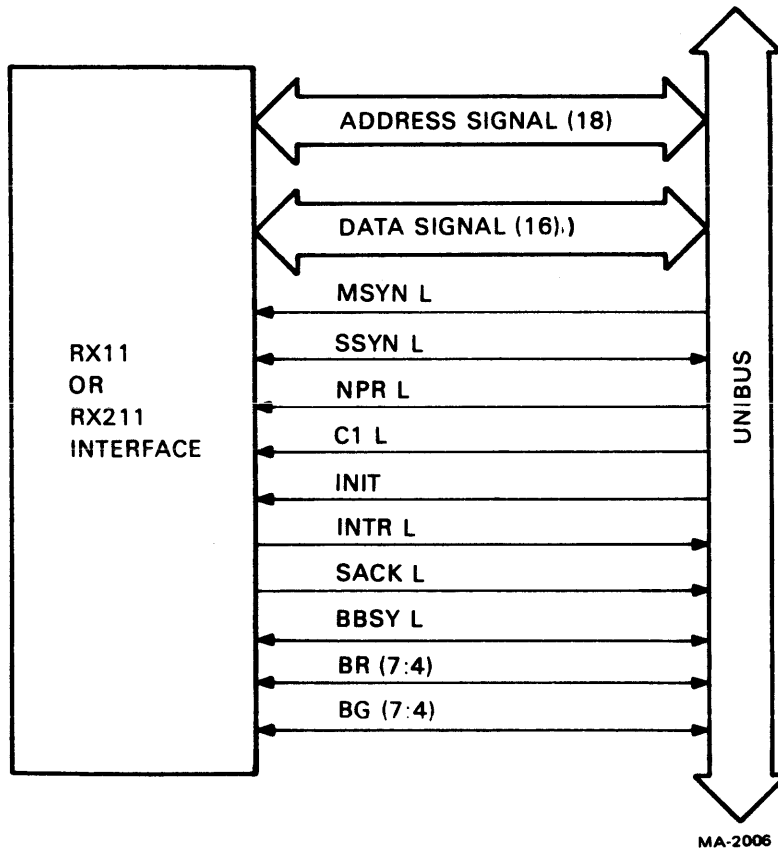 ADDRESS SIGNAL (18)
DATA SIGNAL (16),)
MSYN L
SSYN L
NPR L
C1 L
INIT
INTR L
SACK L
BBSY L
BR (7:4)
BG (7:4)
RX11
OR
RX211
INTERFACE
UNIBUS
MA-2006